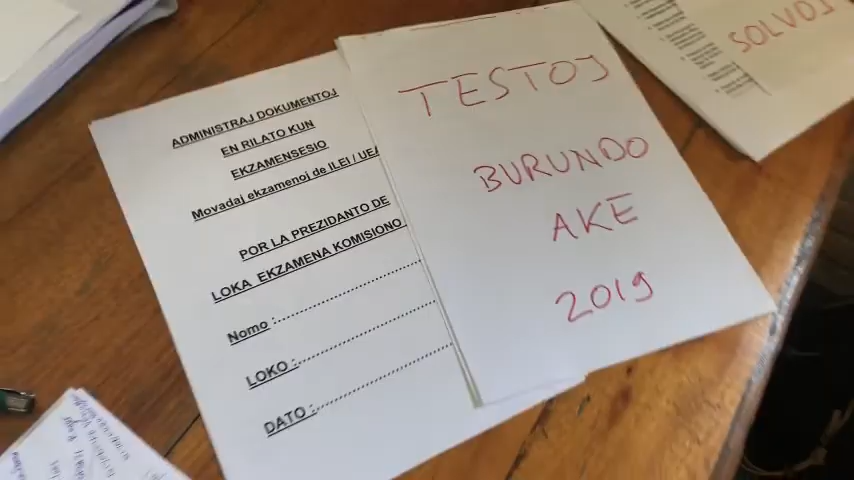 ADMINISTRAJ DOKUMENTOJ
EN RILATO KUN
EKZAMENSESIO
Movadaj ekzamenoj de ILEI / UEA
POR LA PREZIDANTO DE
LOKA EKZAMENA KOMISIONO
Nomo :
LOKO :
DATO :
TESTOJ
BURUNDO
AKE
2019
SOLVOJ